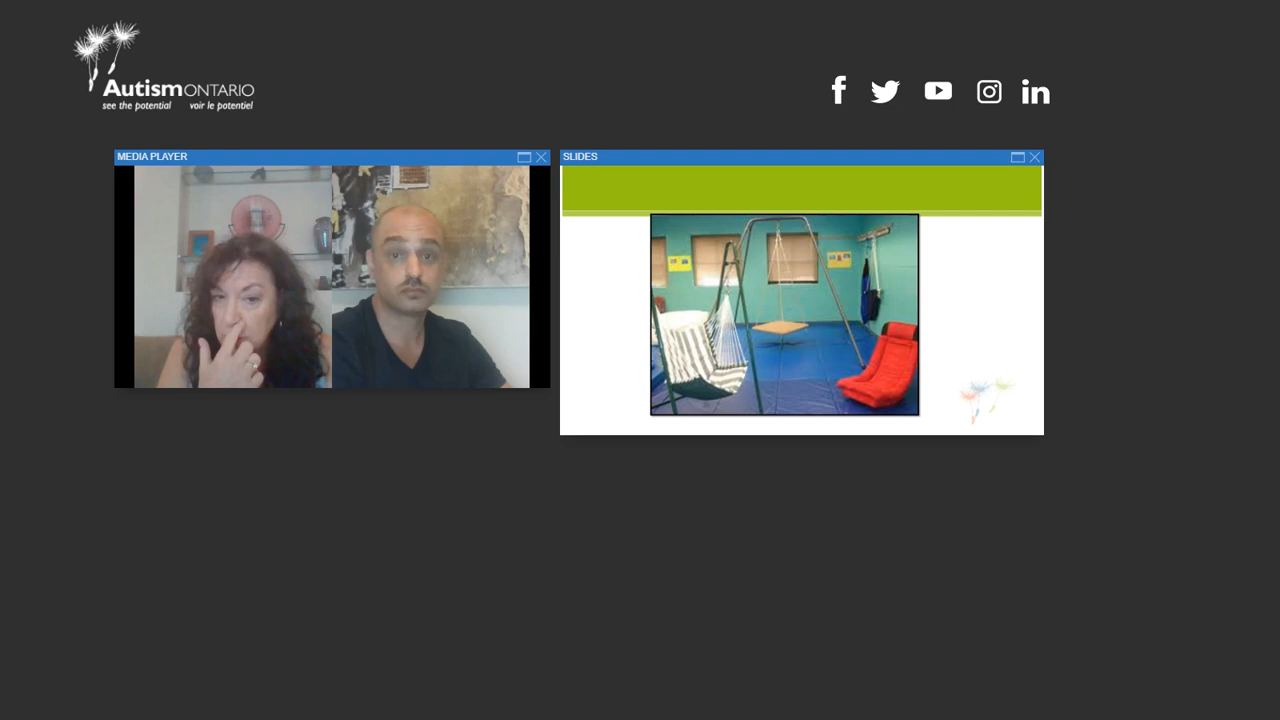 Autism ONTARIO
see the potential voir le potentiel
MEDIA PLAYER
SLIDES